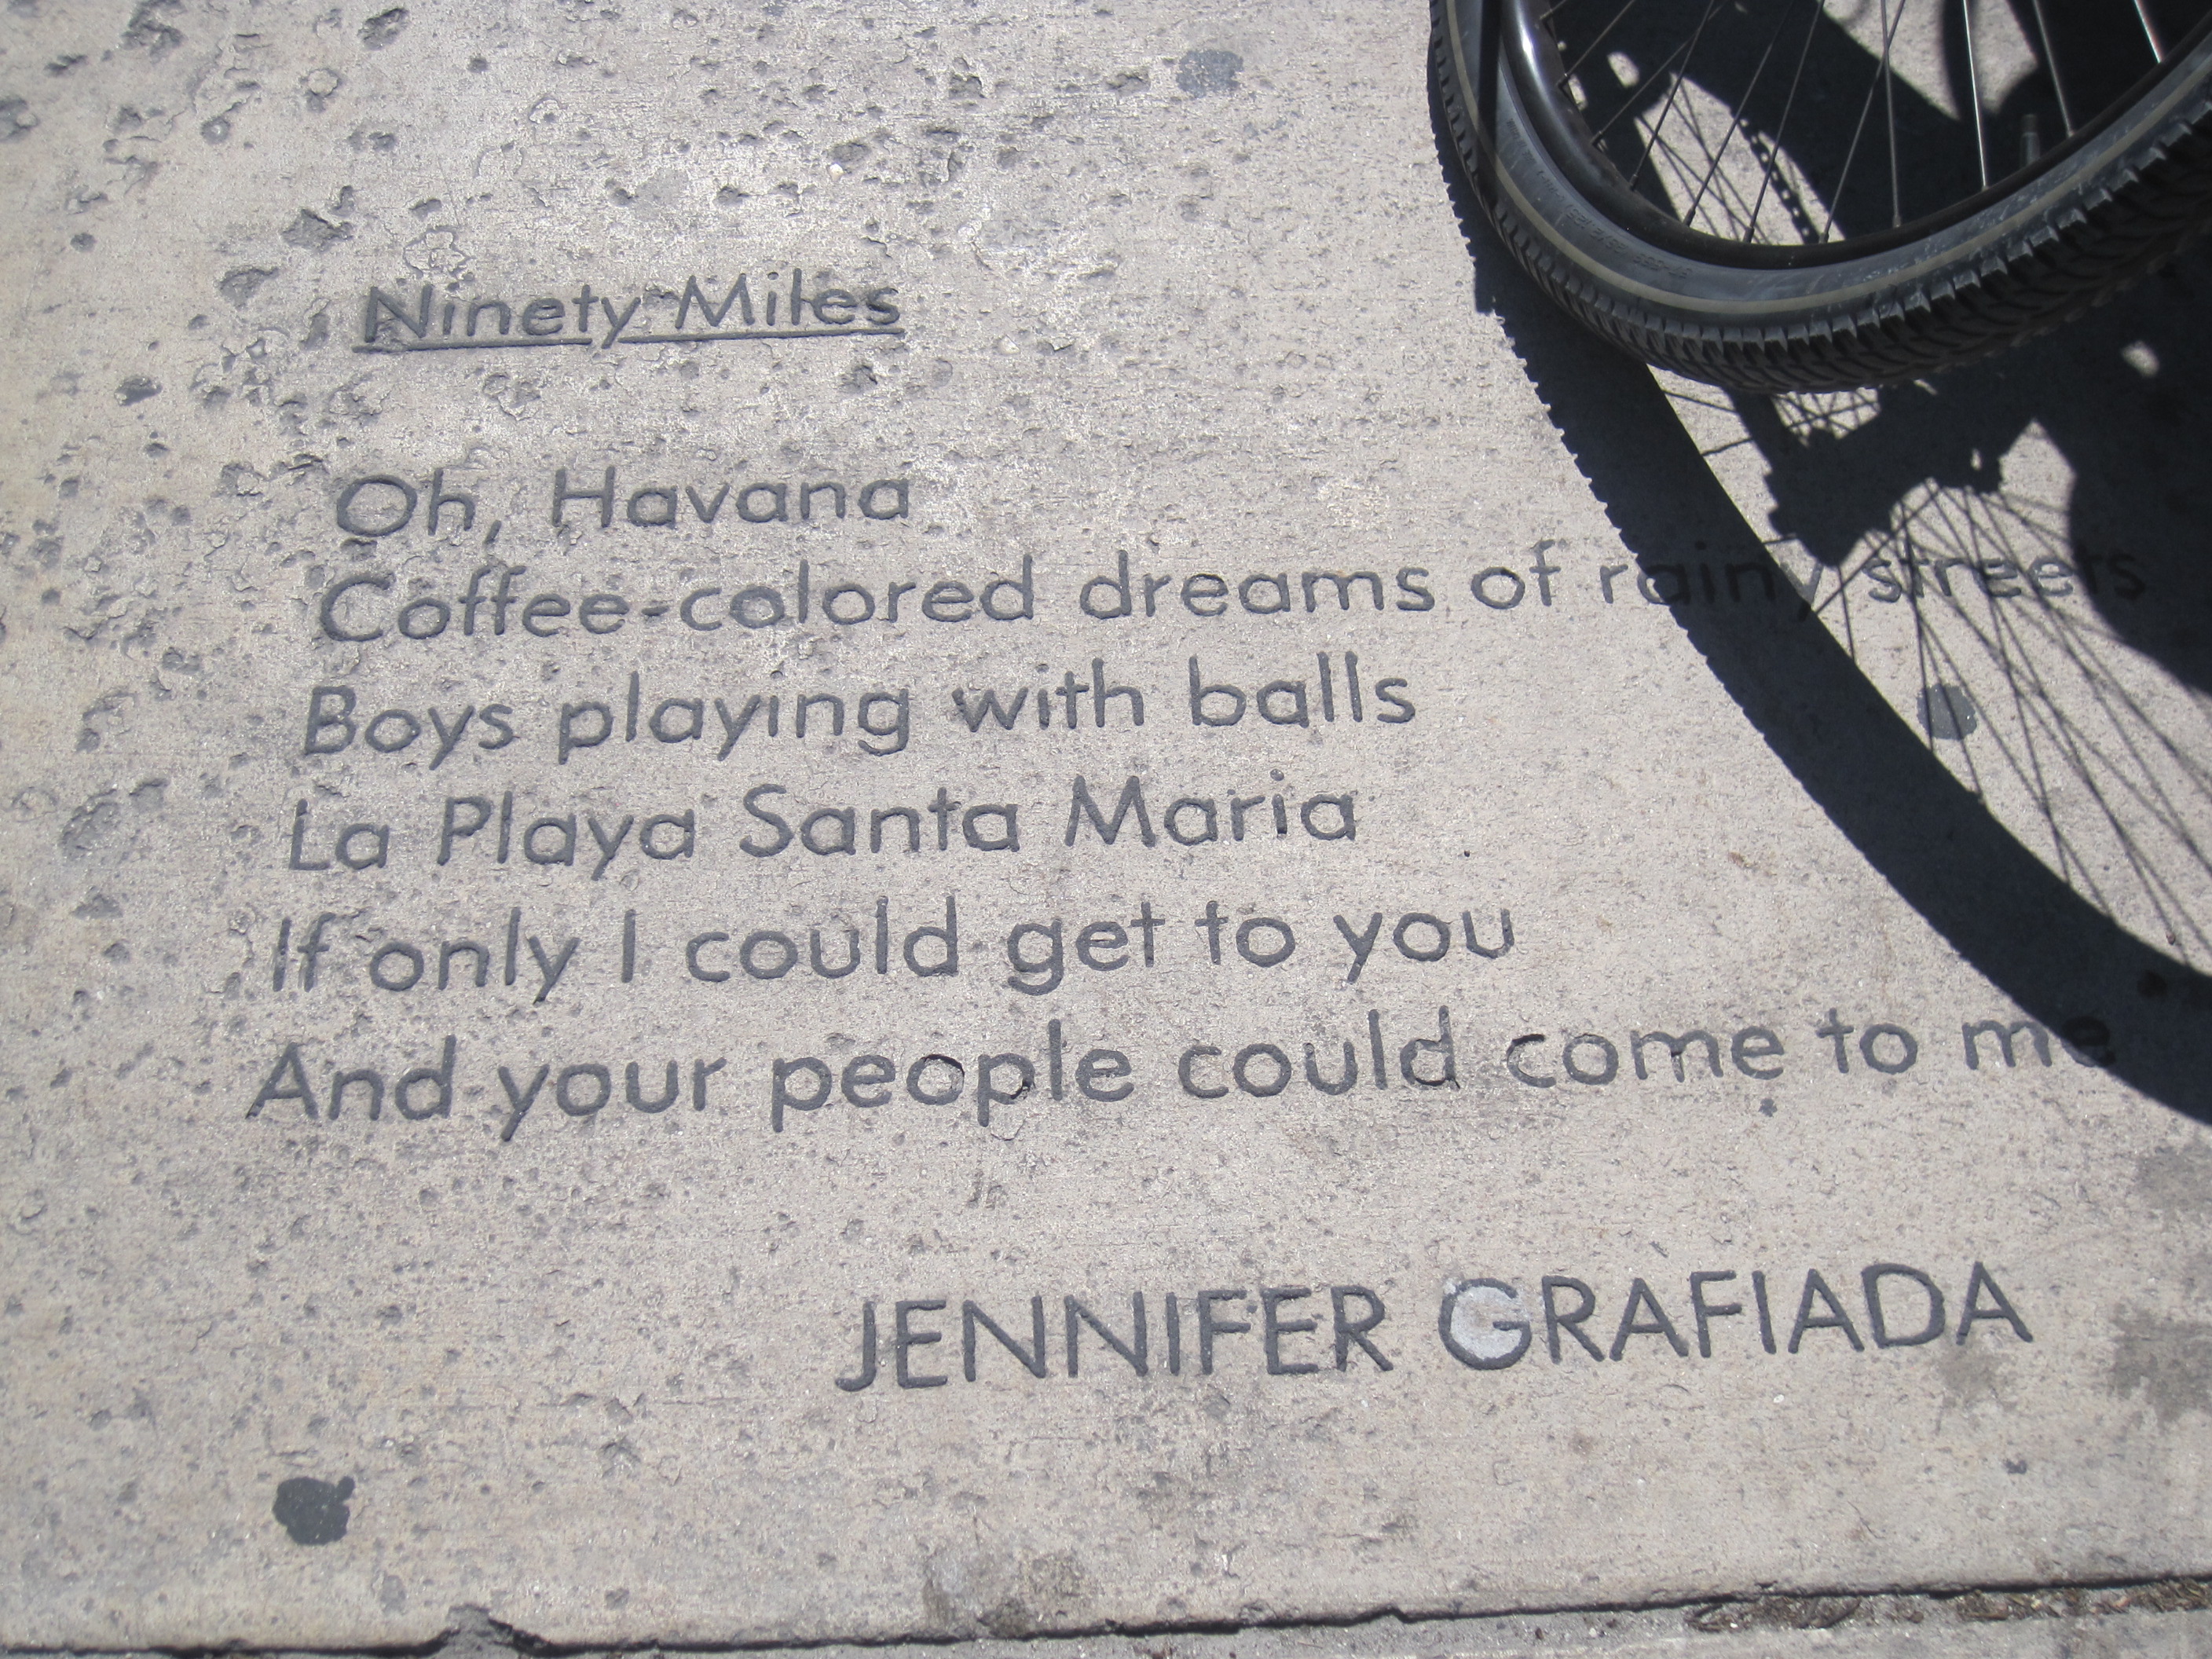 Ninety Miles
Oh, Havana
Coffee-colored dreams of rainy streets
Boys playing with balls
La Playa Santa Maria
If only I could get to you
And your people could come to me
JENNIFER GRAFIADA